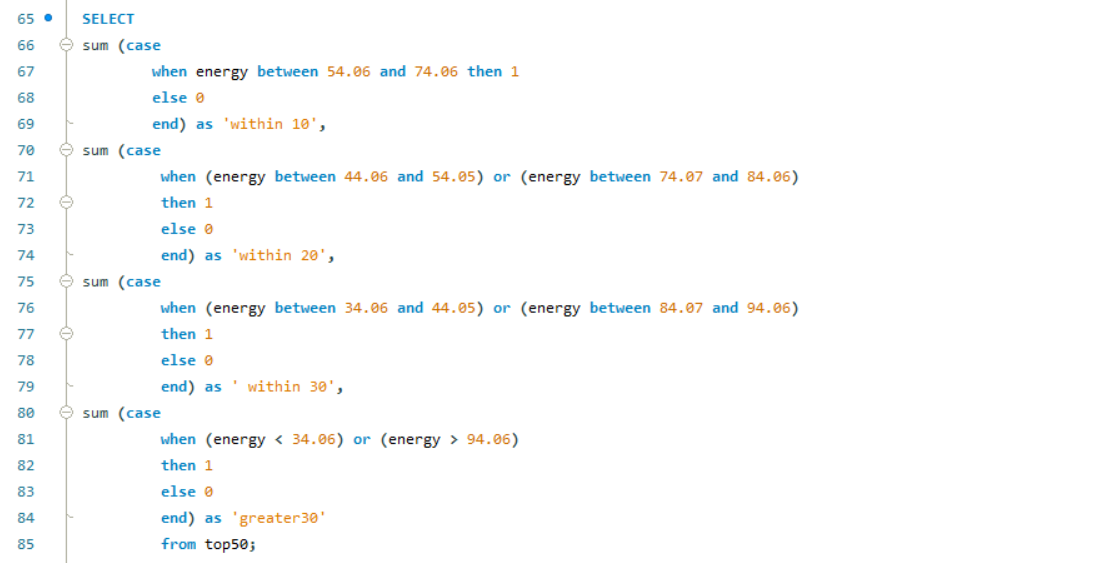 65 SELECT
66 sum (case
67 when energy between 54.06 and 74.06 then 1
68 else 0
69 end) as 'within 10',
70 sum (case
71 when (energy between 44.06 and 54.05) or (energy between 74.07 and 84.06)
72 then 1
73 else 0
74 end) as 'within 20',
75 sum (case
76 when (energy between 34.06 and 44.05) or (energy between 84.07 and 94.06)
77 then 1
78 else 0
79 end) as ' within 30',
80 sum (case
81 when (energy < 34.06) or (energy > 94.06)
82 then 1
83 else 0
84 end) as 'greater30'
85 from top50;